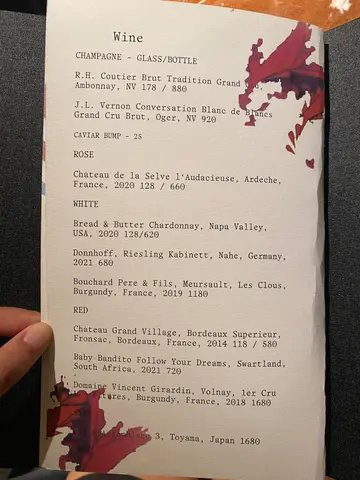 Wine
CHAMPAGNE - GLASS/BOTTLE
R.H. Coutier Brut Tradition Grand
Ambonnay, NV 178 / 880
J.L. Vernon Conversation Blanc de Blancs
Grand Cru Brut, Oger, NV 920
CAVIAR BUMP - 25
ROSE
Chateau de la Selve l'Audacieuse, Ardeche,
France, 2020 128 / 660
WHITE
Bread & Butter Chardonnay, Napa Valley,
USA, 2020 128/620
Donnhoff, Riesling Kabinett, Nahe, Germany,
2021 680
Bouchard Pere & Fils, Meursault, Les Clous,
Burgundy, France, 2019 1180
RED
Chateau Grand Village, Bordeaux Superieur,
Fronsac, Bordeaux, France, 2014 118 / 580
Baby Bandito Follow Your Dreams, Swartland,
South Africa, 2021 720
Domaine Vincent Girardin, Volnay, 1er Cru
Burgundy, France, 2018 1680
3, Toyama, Japan 1680